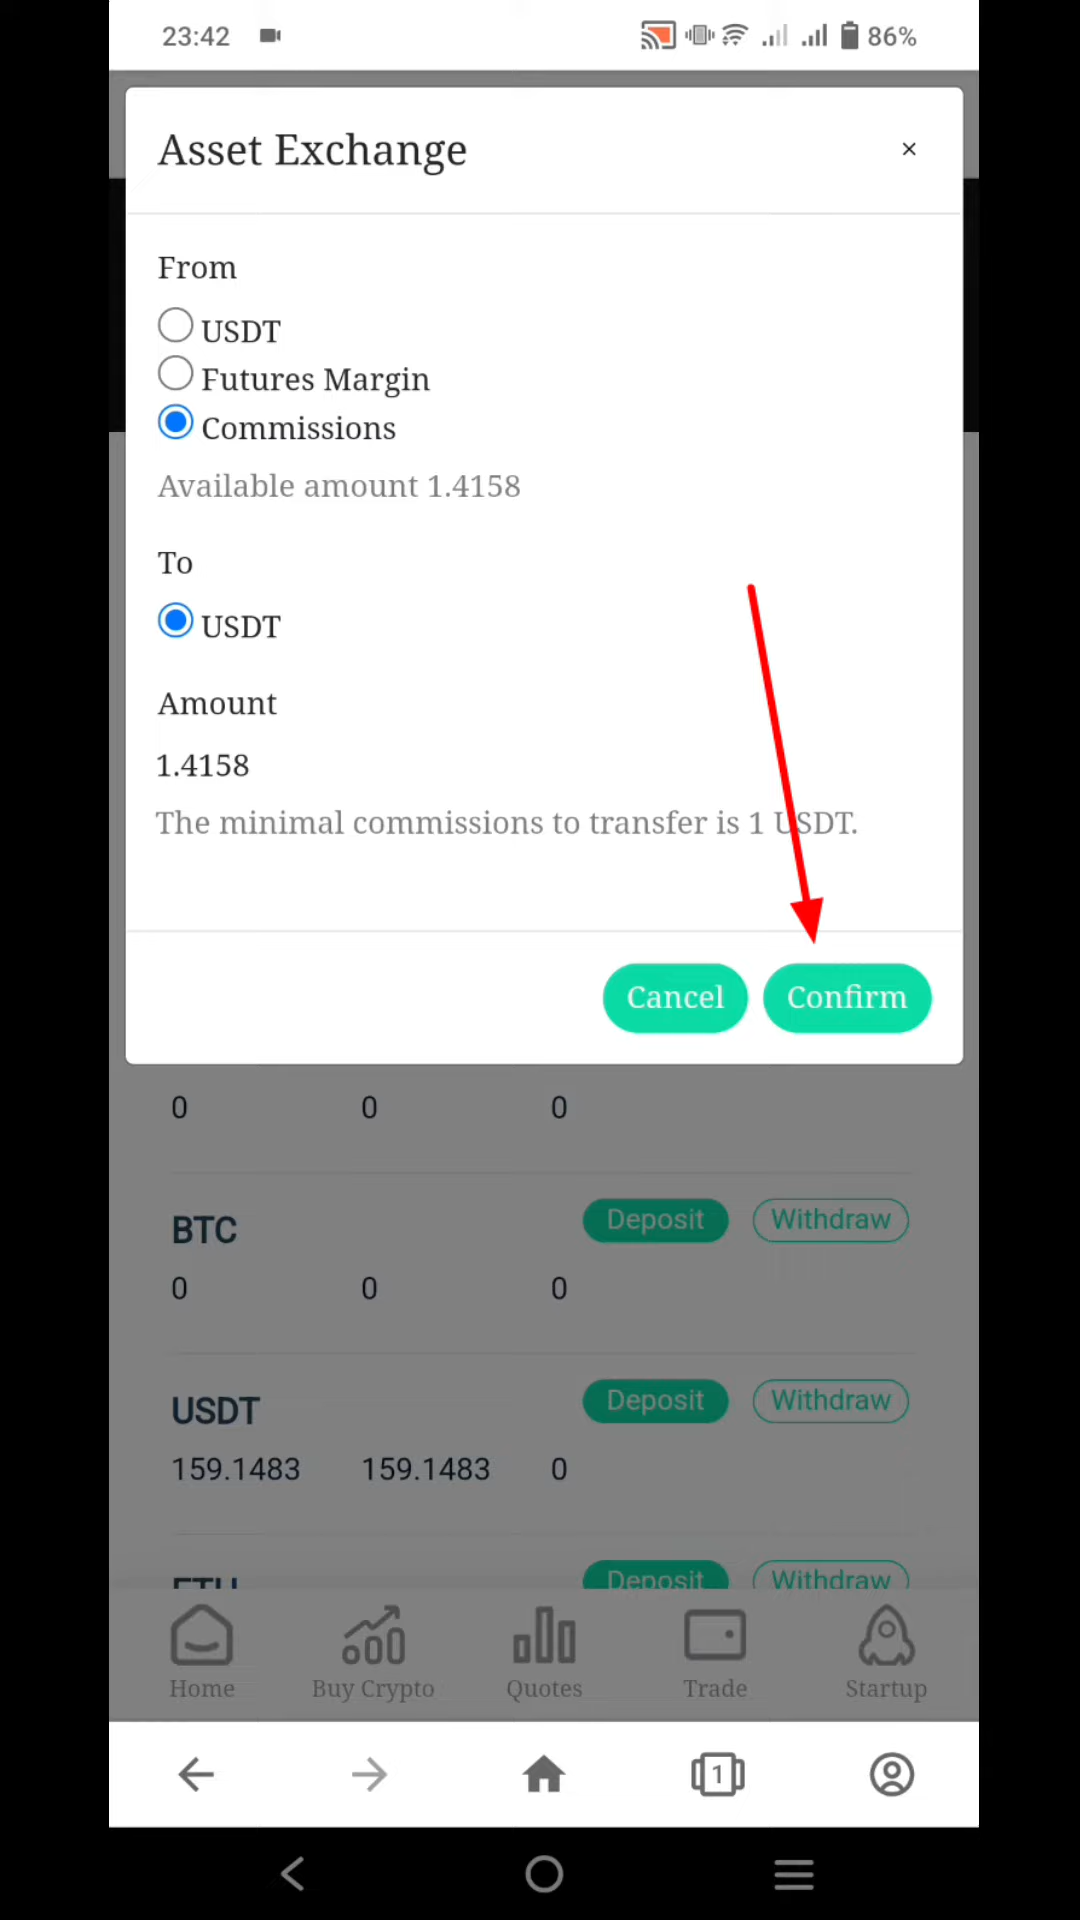 23:42
86%
Asset Exchange
×
From
USDT
Futures Margin
Commissions
Available amount 1.4158
To
USDT
Amount
1.4158
The minimal commissions to transfer is 1 USDT.
Cancel Confirm
0 0 0
BTC Deposit Withdraw
0 0 0
USDT Deposit Withdraw
159.1483 159.1483 0
ETH Deposit Withdraw
Home Buy Crypto Quotes Trade Startup
1